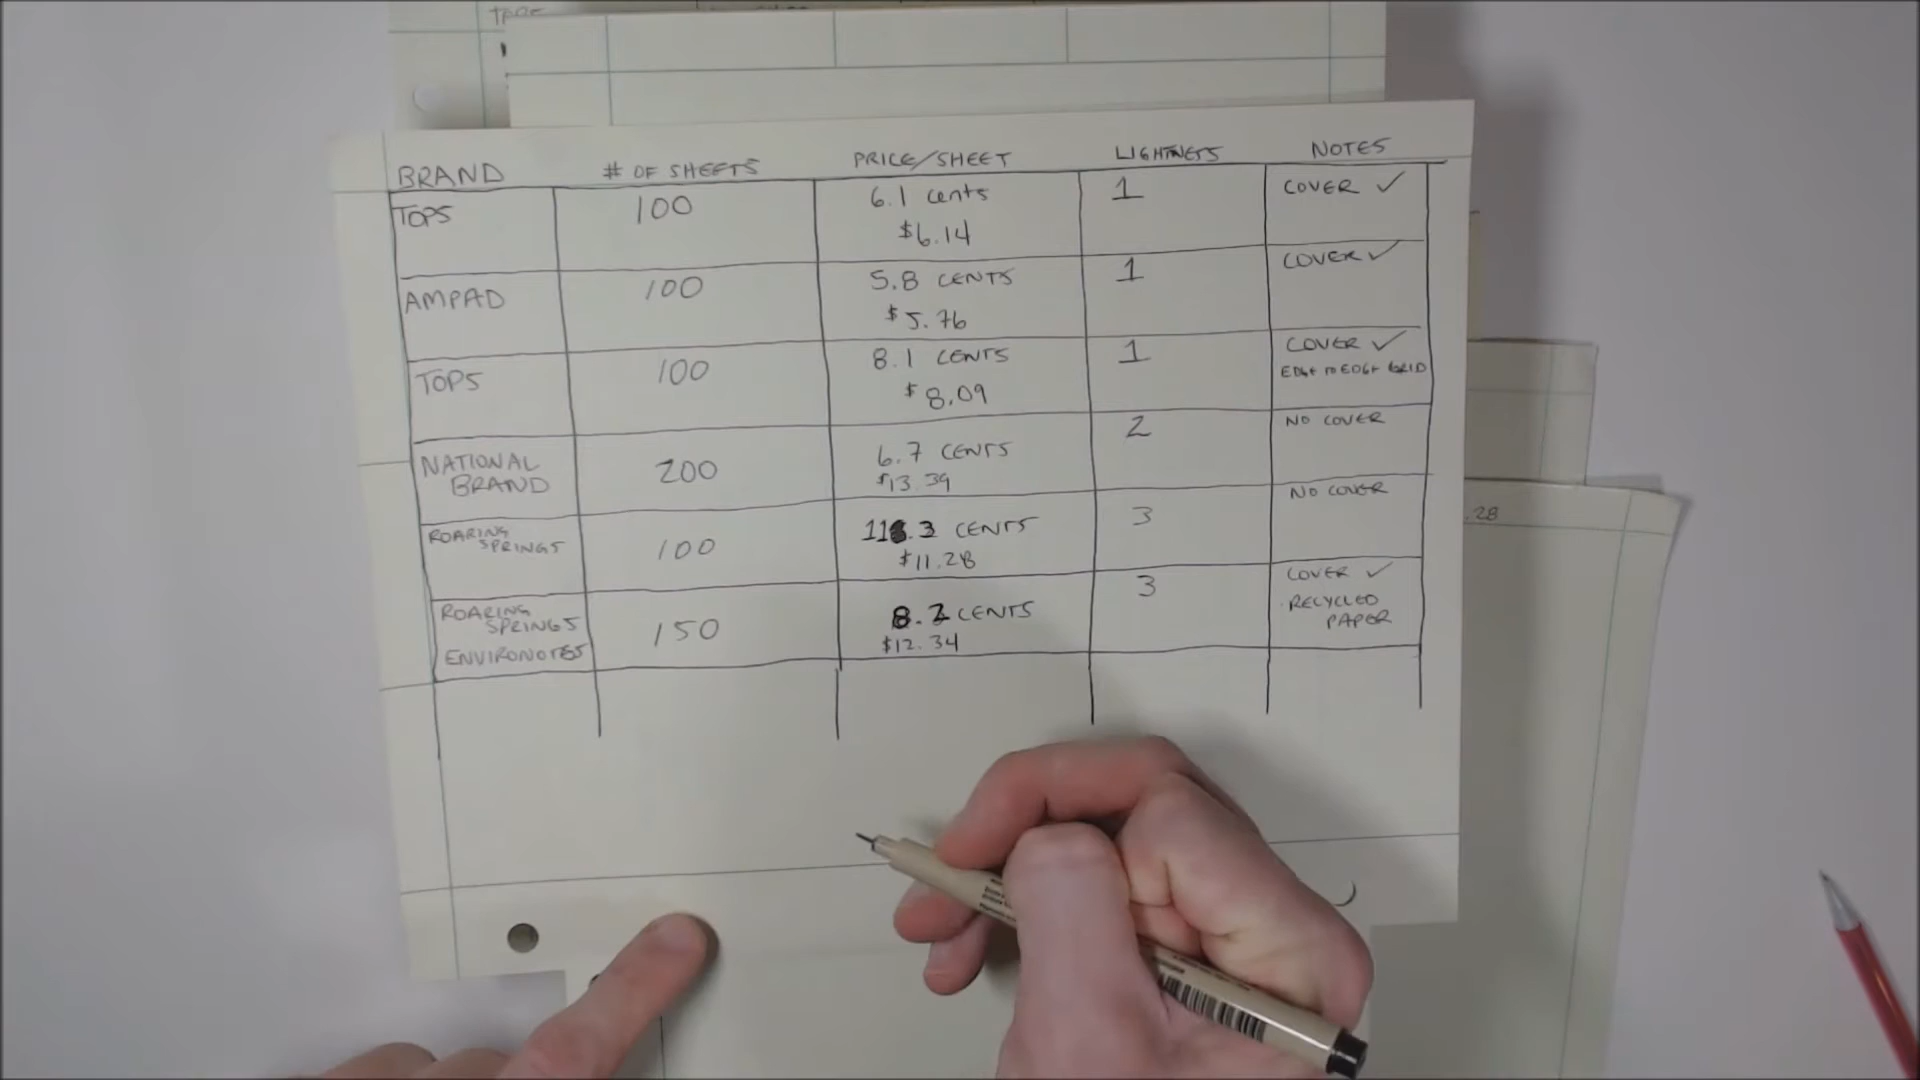 TAPE
BRAND # OF SHEETS PRICE/SHEET LIGHTNESS NOTES
TOPS 100 6.1 cents 1 COVER ✓
$6.14
AMPAD 100 5.8 CENTS 1 COVER ✓
$5.76
TOPS 100 8.1 CENTS 1 COVER ✓
$8.09 EDGE TO EDGE GRID
NATIONAL BRAND 200 6.7 CENTS 2 NO COVER
$13.39
ROARING SPRINGS 100 11.3 CENTS 3 NO COVER
$11.28
ROARING SPRINGS ENVIRONOTES 150 8.2 CENTS 3 COVER ✓
$12.34 RECYCLED PAPER
.28